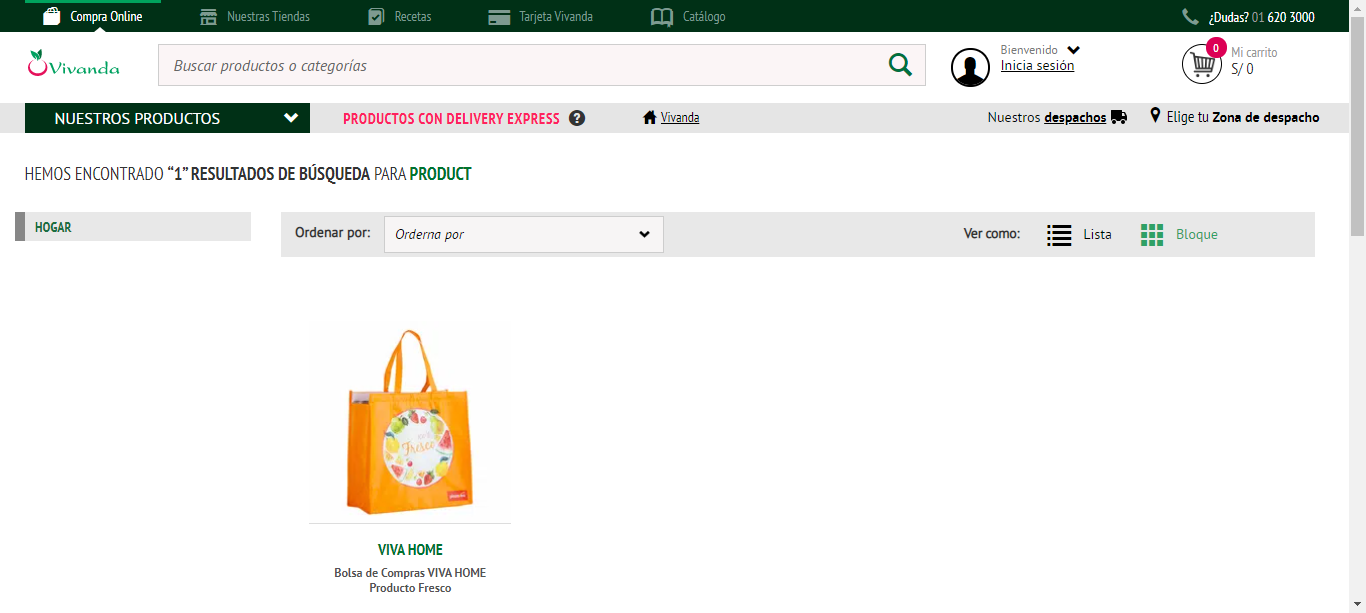 Compra Online
Nuestras Tiendas
Recetas
Tarjeta Vivanda
Catálogo
¿Dudas? 01 620 3000
Vivanda
Buscar productos o categorías
Bienvenido
Inicia sesión
0
Mi carrito
S/ 0
NUESTROS PRODUCTOS
PRODUCTOS CON DELIVERY EXPRESS ?
Vivanda
Nuestros despachos
Elige tu Zona de despacho
HEMOS ENCONTRADO “1” RESULTADOS DE BÚSQUEDA PARA PRODUCT
HOGAR
Ordenar por:
Orderna por
Ver como:
Lista
Bloque
Fresco
VIVA HOME
Bolsa de Compras VIVA HOME
Producto Fresco